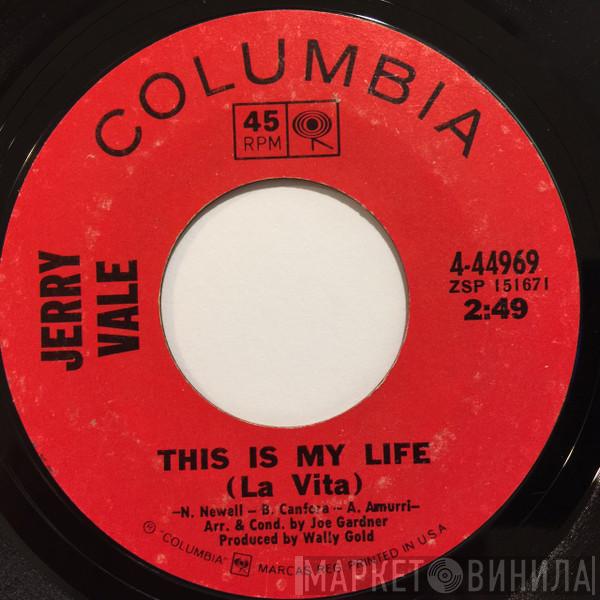 COLUMBIA
45
RPM
JERRY
VALE
4-44969
ZSP 151671
2:49
THIS IS MY LIFE
(La Vita)
-N. Newell - B. Canfora - A. Amurri-
Arr. & Cond. by Joe Gardner
Produced by Wally Gold
® "COLUMBIA" MARCAS REG. PRINTED IN U.S.A.
МАРКЕТ ВИНИЛА